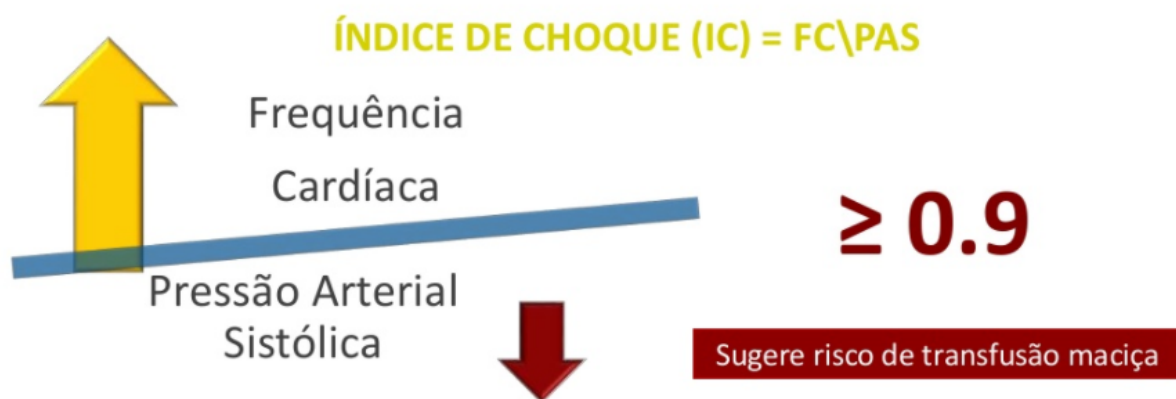 ÍNDICE DE CHOQUE (IC) = FC\PAS
Frequência
Cardíaca
≥ 0.9
Pressão Arterial
Sistólica
Sugere risco de transfusão maciça